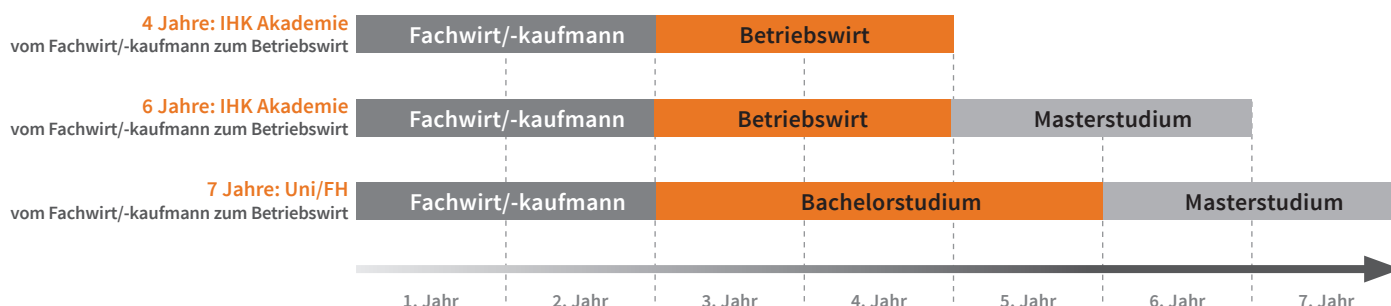 4 Jahre: IHK Akademie
vom Fachwirt/-kaufmann zum Betriebswirt
Fachwirt/-kaufmann
Betriebswirt
6 Jahre: IHK Akademie
vom Fachwirt/-kaufmann zum Betriebswirt
Fachwirt/-kaufmann
Betriebswirt
Masterstudium
7 Jahre: Uni/FH
vom Fachwirt/-kaufmann zum Betriebswirt
Fachwirt/-kaufmann
Bachelorstudium
Masterstudium
1. Jahr
2. Jahr
3. Jahr
4. Jahr
5. Jahr
6. Jahr
7. Jahr